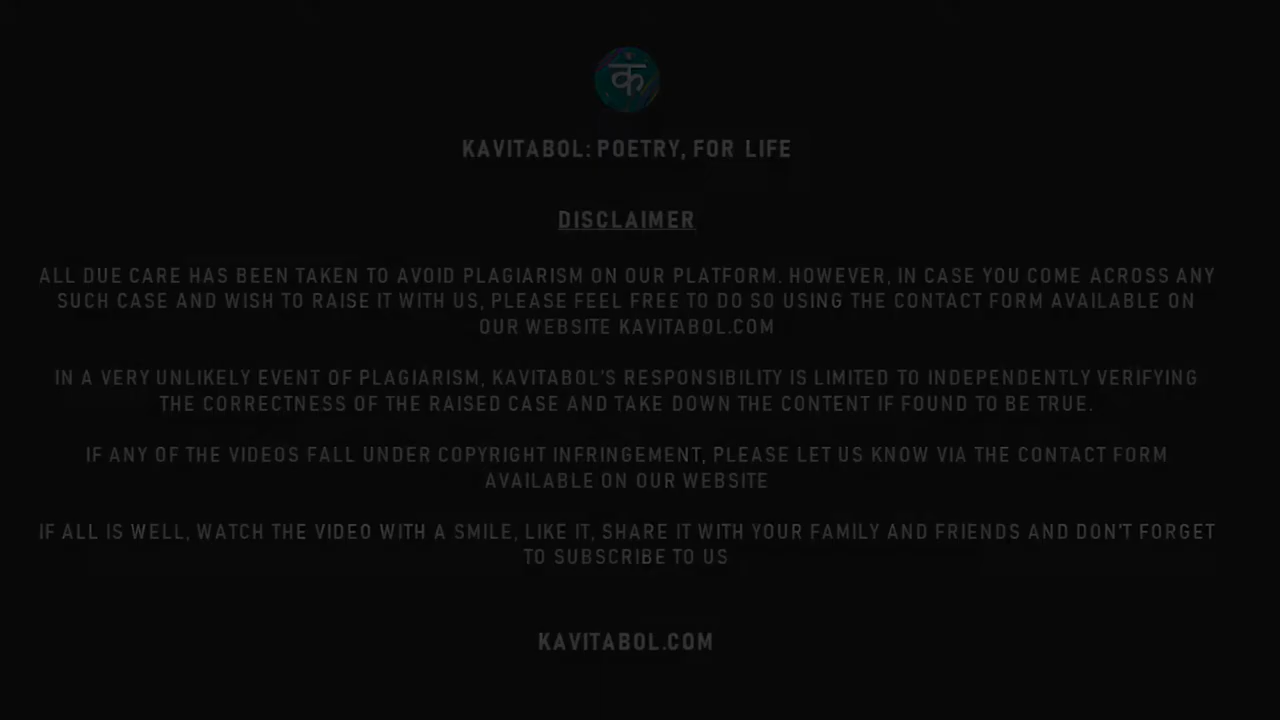 कं
KAVITABOL: POETRY, FOR LIFE
DISCLAIMER
ALL DUE CARE HAS BEEN TAKEN TO AVOID PLAGIARISM ON OUR PLATFORM. HOWEVER, IN CASE YOU COME ACROSS ANY
SUCH CASE AND WISH TO RAISE IT WITH US, PLEASE FEEL FREE TO DO SO USING THE CONTACT FORM AVAILABLE ON
OUR WEBSITE KAVITABOL.COM
IN A VERY UNLIKELY EVENT OF PLAGIARISM, KAVITABOL'S RESPONSIBILITY IS LIMITED TO INDEPENDENTLY VERIFYING
THE CORRECTNESS OF THE RAISED CASE AND TAKE DOWN THE CONTENT IF FOUND TO BE TRUE.
IF ANY OF THE VIDEOS FALL UNDER COPYRIGHT INFRINGEMENT, PLEASE LET US KNOW VIA THE CONTACT FORM
AVAILABLE ON OUR WEBSITE
IF ALL IS WELL, WATCH THE VIDEO WITH A SMILE, LIKE IT, SHARE IT WITH YOUR FAMILY AND FRIENDS AND DON'T FORGET
TO SUBSCRIBE TO US
KAVITABOL.COM